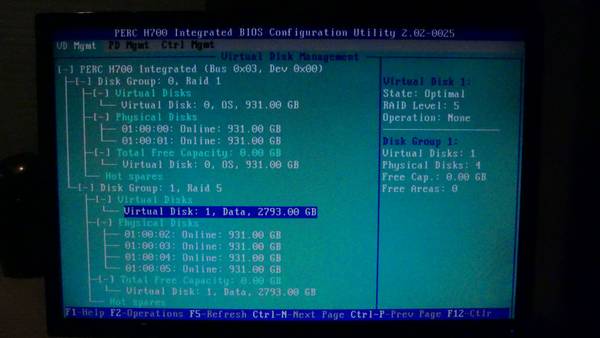 PERC H700 Integrated BIOS Configuration Utility 2.02-0025
VD Mgmt PD Mgmt Ctrl Mgmt
Virtual Disk Management
[-] PERC H700 Integrated (Bus 0x03, Dev 0x00)
[-] Disk Group: 0, Raid 1
[-] Virtual Disks
Virtual Disk: 0, OS, 931.00 GB
[-] Physical Disks
01:00:00: Online: 931.00 GB
01:00:01: Online: 931.00 GB
[-] Total Free Capacity: 0.00 GB
Virtual Disk: 0, OS, 931.00 GB
Hot spares
[-] Disk Group: 1, Raid 5
[-] Virtual Disks
Virtual Disk: 1, Data, 2793.00 GB
[-] Physical Disks
01:00:02: Online: 931.00 GB
01:00:03: Online: 931.00 GB
01:00:04: Online: 931.00 GB
01:00:05: Online: 931.00 GB
[-] Total Free Capacity: 0.00 GB
Virtual Disk: 1, Data, 2793.00 GB
Hot spares
Virtual Disk 1:
State: Optimal
RAID Level: 5
Operation: None
Disk Group 1:
Virtual Disks: 1
Physical Disks: 4
Free Cap.: 0.00 GB
Free Areas: 0
F1-Help F2-Operations F5-Refresh Ctrl-N-Next Page Ctrl-P-Prev Page F12-Ctlr